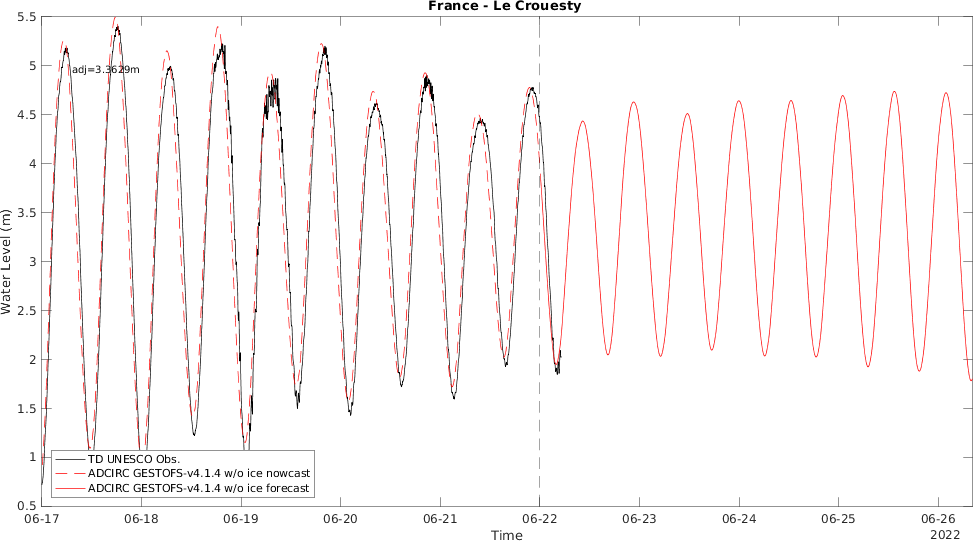 France - Le Crouesty
5.5
5
4.5
4
3.5
3
2.5
2
1.5
1
0.5
Water Level (m)
adj=3.3629m
TD UNESCO Obs.
ADCIRC GESTOFS-v4.1.4 w/o ice nowcast
ADCIRC GESTOFS-v4.1.4 w/o ice forecast
06-17 06-18 06-19 06-20 06-21 06-22 06-23 06-24 06-25 06-26
Time
2022